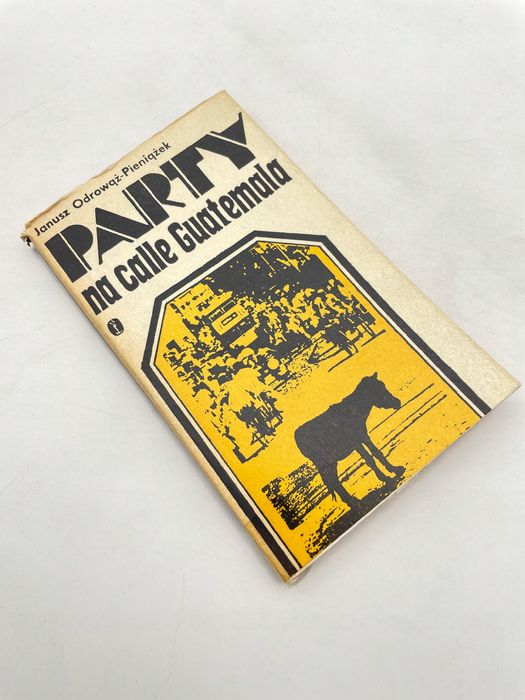 Janusz Odrowąż-Pieniążek
PARTY
na calle Guatemala